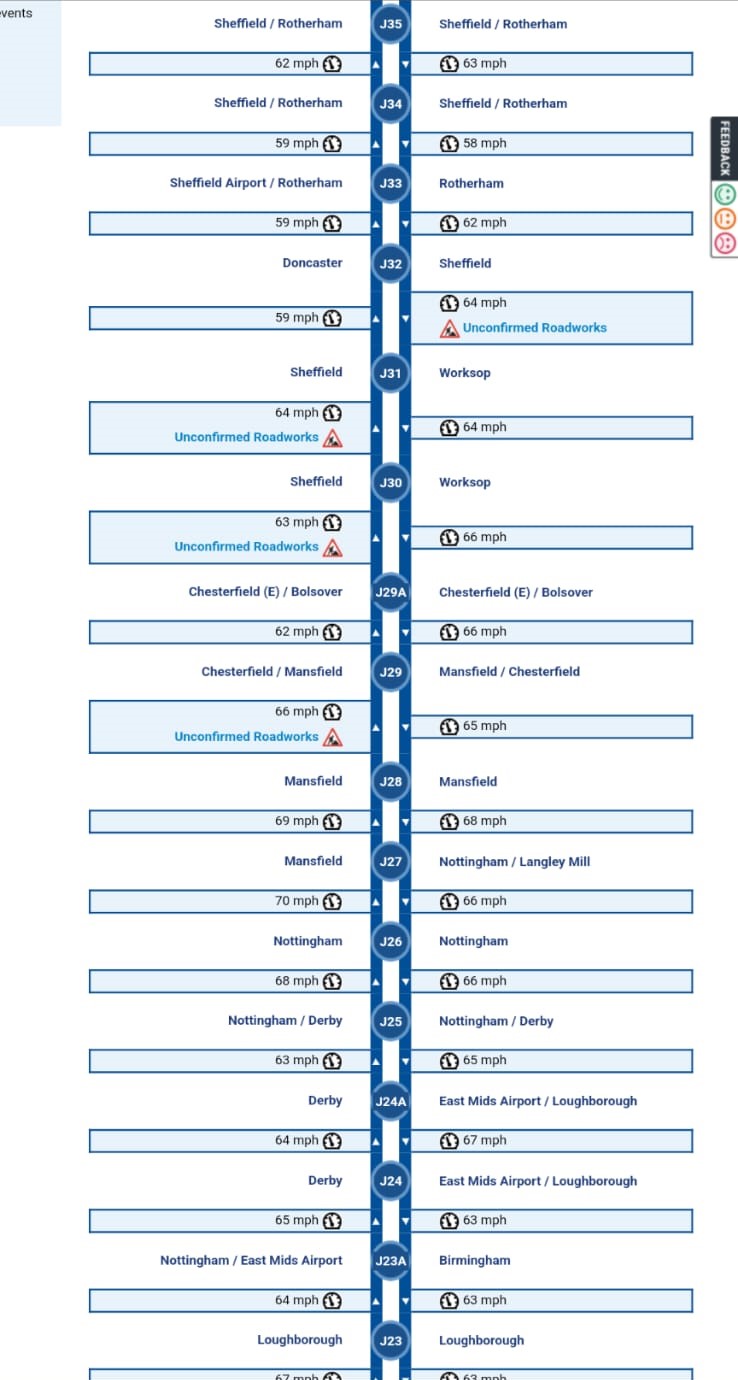 events
Sheffield / Rotherham J35 Sheffield / Rotherham
62 mph 63 mph
Sheffield / Rotherham J34 Sheffield / Rotherham
59 mph 58 mph
FEEDBACK
Sheffield Airport / Rotherham J33 Rotherham
59 mph 62 mph
Doncaster J32 Sheffield
64 mph
59 mph
Unconfirmed Roadworks
Sheffield J31 Worksop
64 mph
64 mph
Unconfirmed Roadworks
Sheffield J30 Worksop
63 mph
66 mph
Unconfirmed Roadworks
Chesterfield (E) / Bolsover J29A Chesterfield (E) / Bolsover
62 mph 66 mph
Chesterfield / Mansfield J29 Mansfield / Chesterfield
66 mph
65 mph
Unconfirmed Roadworks
Mansfield J28 Mansfield
69 mph 68 mph
Mansfield J27 Nottingham / Langley Mill
70 mph 66 mph
Nottingham J26 Nottingham
68 mph 66 mph
Nottingham / Derby J25 Nottingham / Derby
63 mph 65 mph
Derby J24A East Mids Airport / Loughborough
64 mph 67 mph
Derby J24 East Mids Airport / Loughborough
65 mph 63 mph
Nottingham / East Mids Airport J23A Birmingham
64 mph 63 mph
Loughborough J23 Loughborough
67 mph 63 mph